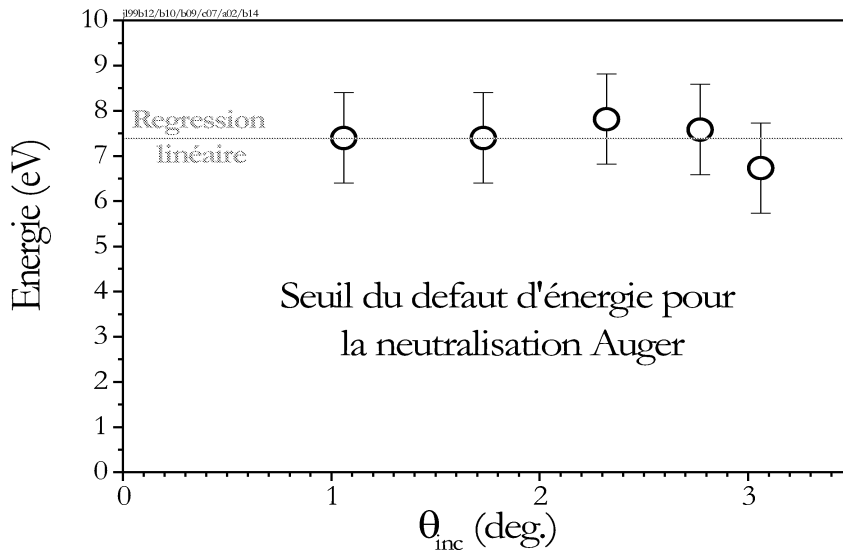 j199b12/b10/b09/e07/a02/b14
10
9
8
7
6
5
4
3
2
1
0
Energie (eV)
Regression
linéaire
Seuil du defaut d'énergie pour
la neutralisation Auger
0
1
2
3
θinc (deg.)